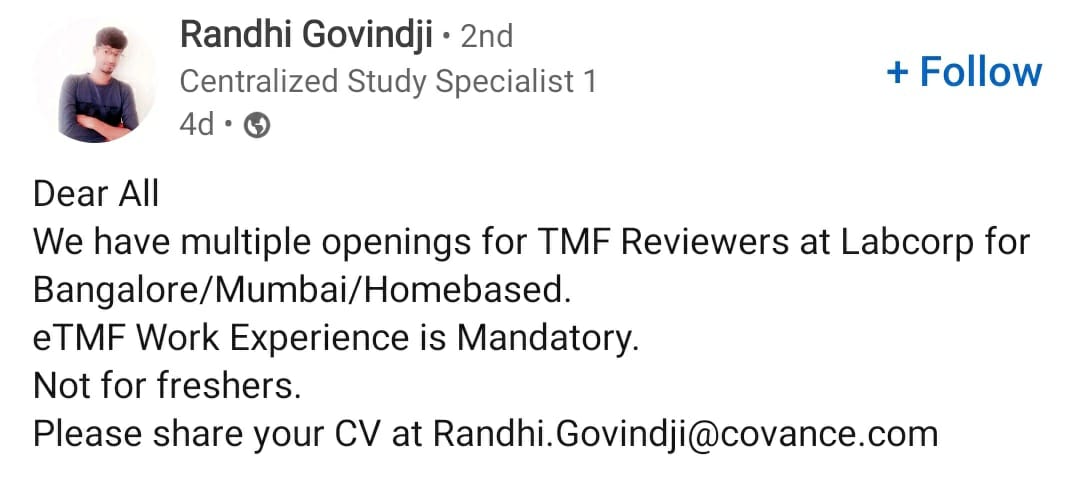 Randhi Govindji • 2nd
Centralized Study Specialist 1
+ Follow
4d •
Dear All
We have multiple openings for TMF Reviewers at Labcorp for
Bangalore/Mumbai/Homebased.
eTMF Work Experience is Mandatory.
Not for freshers.
Please share your CV at Randhi.Govindji@covance.com